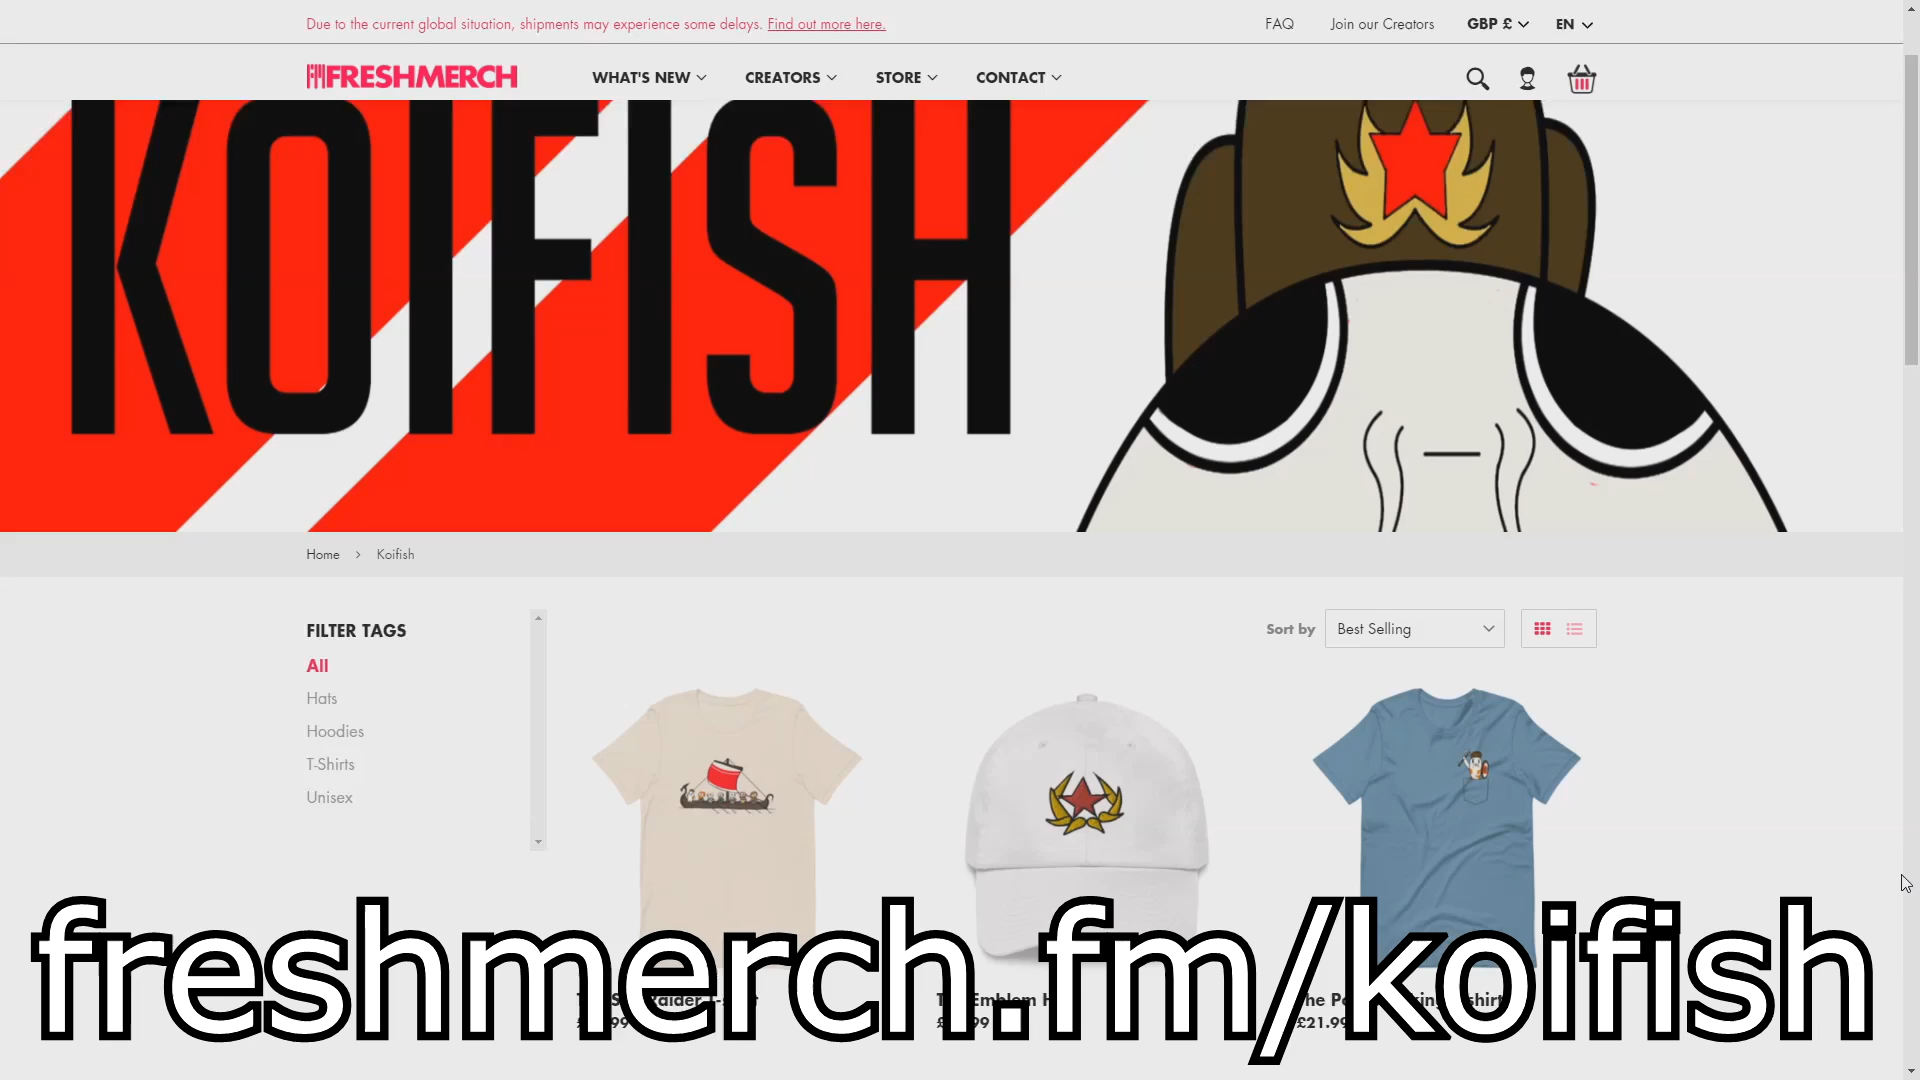 Due to the current global situation, shipments may experience some delays. Find out more here.
FAQ
Join our Creators
GBP £
EN
FRESHMERCH
WHAT'S NEW
CREATORS
STORE
CONTACT
KOIFISH
Home > Koifish
FILTER TAGS
All
Hats
Hoodies
T-Shirts
Unisex
Sort by
Best Selling
Emblem
£21.99
freshmerch.fm/koifish